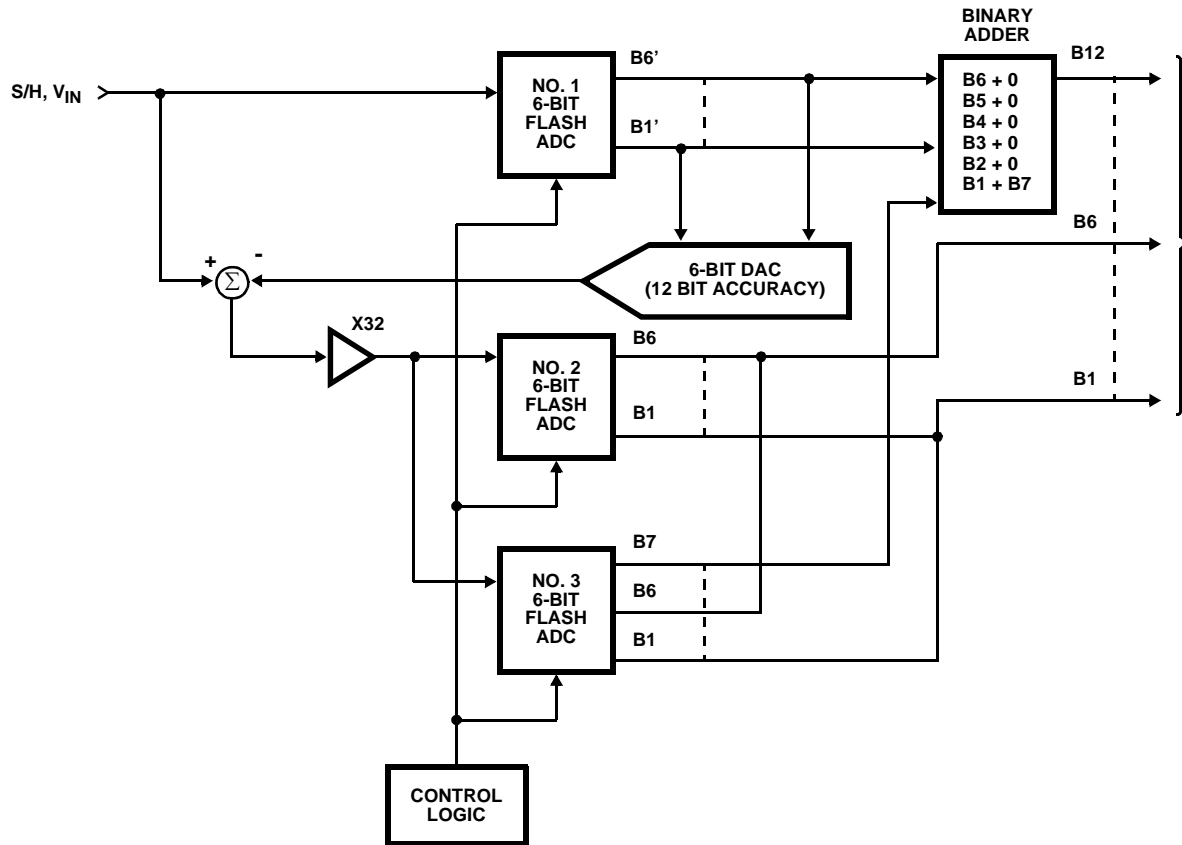 BINARY
ADDER
B6’
B12
S/H, VIN
NO. 1
6-BIT
FLASH
ADC
B1’
B6 + 0
B5 + 0
B4 + 0
B3 + 0
B2 + 0
B1 + B7
B6
+
-
Σ
6-BIT DAC
(12 BIT ACCURACY)
X32
B6
NO. 2
6-BIT
FLASH
ADC
B1
B1
B7
NO. 3
6-BIT
FLASH
ADC
B6
B1
CONTROL
LOGIC